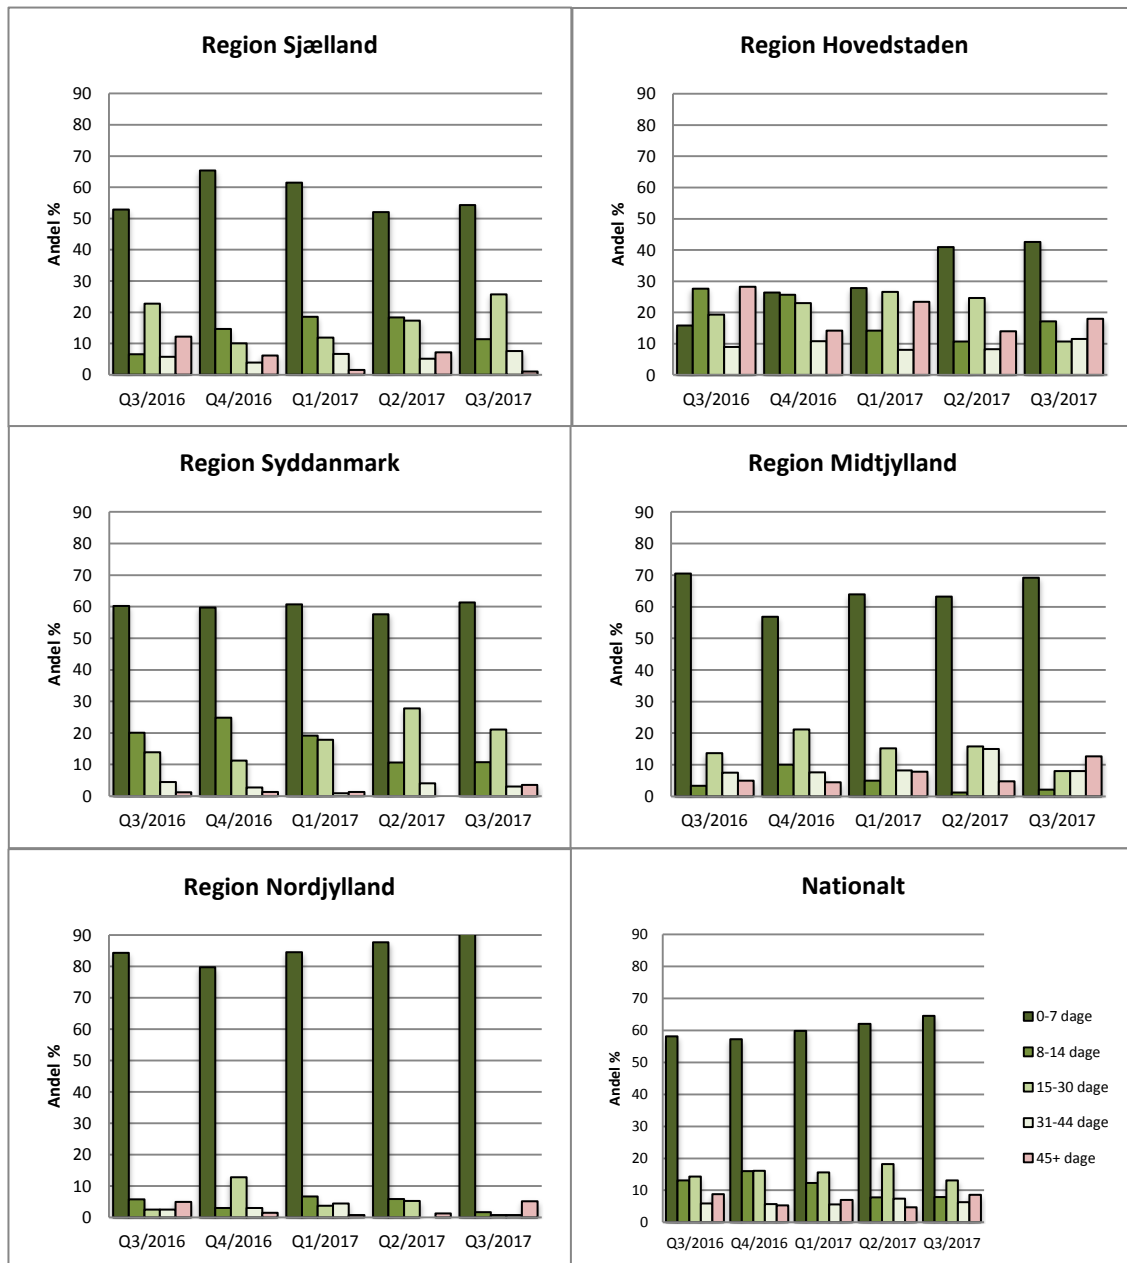 Region Sjælland
Andel %
90
80
70
60
50
40
30
20
10
0
Q3/2016 Q4/2016 Q1/2017 Q2/2017 Q3/2017
Region Hovedstaden
Andel %
90
80
70
60
50
40
30
20
10
0
Q3/2016 Q4/2016 Q1/2017 Q2/2017 Q3/2017
Region Syddanmark
Andel %
90
80
70
60
50
40
30
20
10
0
Q3/2016 Q4/2016 Q1/2017 Q2/2017 Q3/2017
Region Midtjylland
Andel %
90
80
70
60
50
40
30
20
10
0
Q3/2016 Q4/2016 Q1/2017 Q2/2017 Q3/2017
Region Nordjylland
Andel %
90
80
70
60
50
40
30
20
10
0
Q3/2016 Q4/2016 Q1/2017 Q2/2017 Q3/2017
Nationalt
Andel %
90
80
70
60
50
40
30
20
10
0
Q3/2016 Q4/2016 Q1/2017 Q2/2017 Q3/2017
0-7 dage
8-14 dage
15-30 dage
31-44 dage
45+ dage